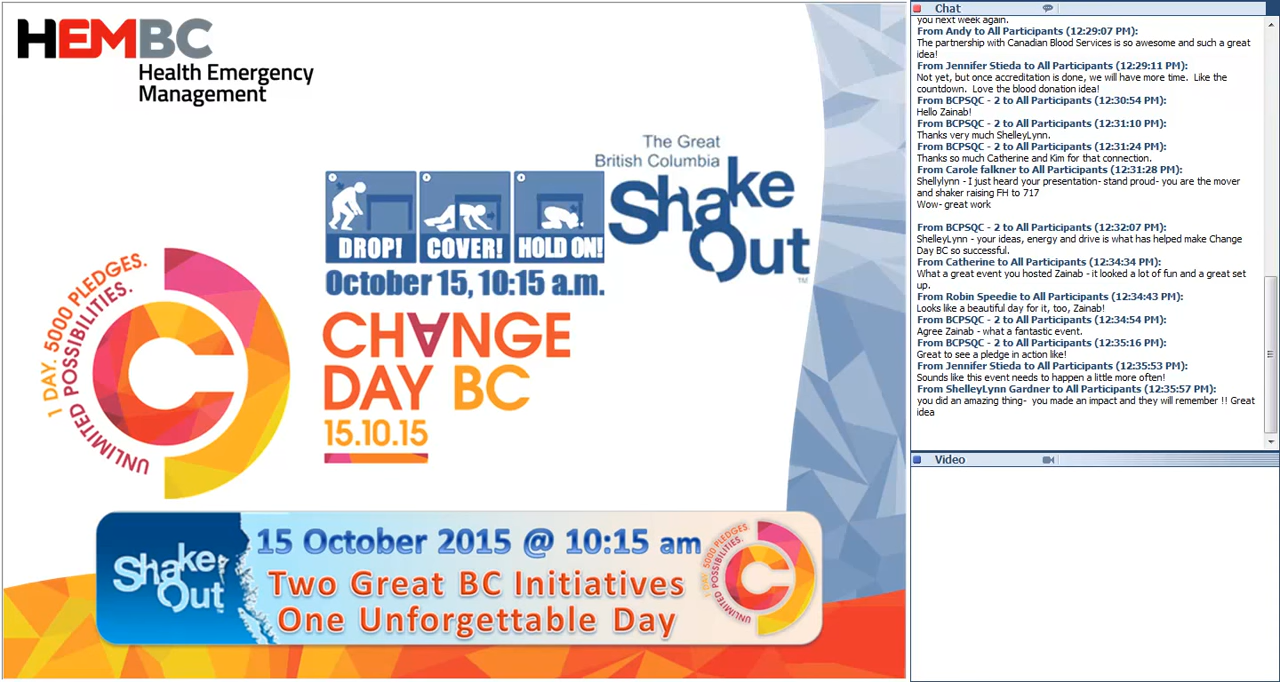 HEMBC
Health Emergency
Management
The Great
British Columbia
ShakeOut
TM
1
2
3
DROP!
COVER!
HOLD ON!
October 15, 10:15 a.m.
1 DAY. 5000 PLEDGES.
UNLIMITED POSSIBILITIES.
C
CHANGE
DAY BC
15.10.15
ShakeOut
15 October 2015 @ 10:15 am
Two Great BC Initiatives
One Unforgettable Day
1 DAY. 5000 PLEDGES.
UNLIMITED POSSIBILITIES.
C
Chat
you next week again.
From Andy to All Participants (12:29:07 PM):
The partnership with Canadian Blood Services is so awesome and such a great
idea!
From Jennifer Stieda to All Participants (12:29:11 PM):
Not yet, but once accreditation is done, we will have more time. Like the
countdown. Love the blood donation idea!
From BCPSQC - 2 to All Participants (12:30:54 PM):
Hello Zainab!
From BCPSQC - 2 to All Participants (12:31:10 PM):
Thanks very much ShelleyLynn.
From BCPSQC - 2 to All Participants (12:31:24 PM):
Thanks so much Catherine and Kim for that connection.
From Carole falkner to All Participants (12:31:28 PM):
Shellylynn - I just heard your presentation- stand proud- you are the mover
and shaker raising FH to 717
Wow- great work
From BCPSQC - 2 to All Participants (12:32:07 PM):
ShelleyLynn - your ideas, energy and drive is what has helped make Change
Day BC so successful.
From Catherine to All Participants (12:34:34 PM):
What a great event you hosted Zainab - it looked a lot of fun and a great set
up.
From Robin Speedie to All Participants (12:34:43 PM):
Looks like a beautiful day for it, too, Zainab!
From BCPSQC - 2 to All Participants (12:34:54 PM):
Agree Zainab - what a fantastic event.
From BCPSQC - 2 to All Participants (12:35:16 PM):
Great to see a pledge in action like!
From Jennifer Stieda to All Participants (12:35:53 PM):
Sounds like this event needs to happen a little more often!
From ShelleyLynn Gardner to All Participants (12:35:57 PM):
you did an amazing thing- you made an impact and they will remember !! Great
idea
Video